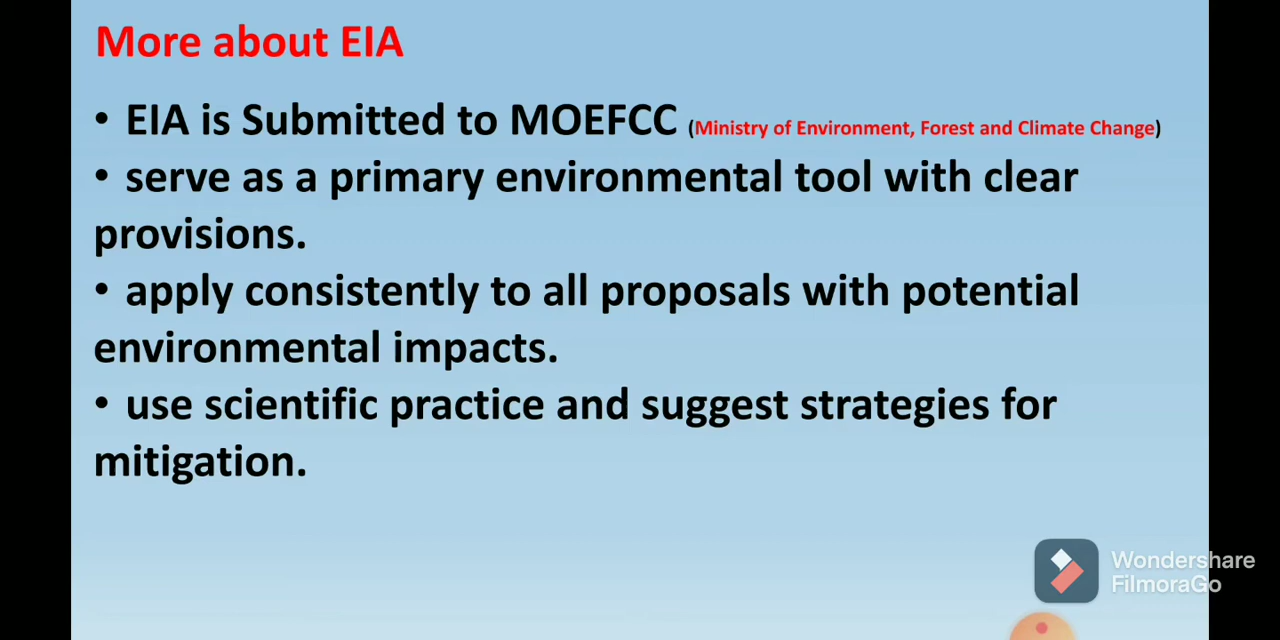 More about EIA
• EIA is Submitted to MOEFCC (Ministry of Environment, Forest and Climate Change)
• serve as a primary environmental tool with clear
provisions.
• apply consistently to all proposals with potential
environmental impacts.
• use scientific practice and suggest strategies for
mitigation.
Wondershare
FilmoraGo